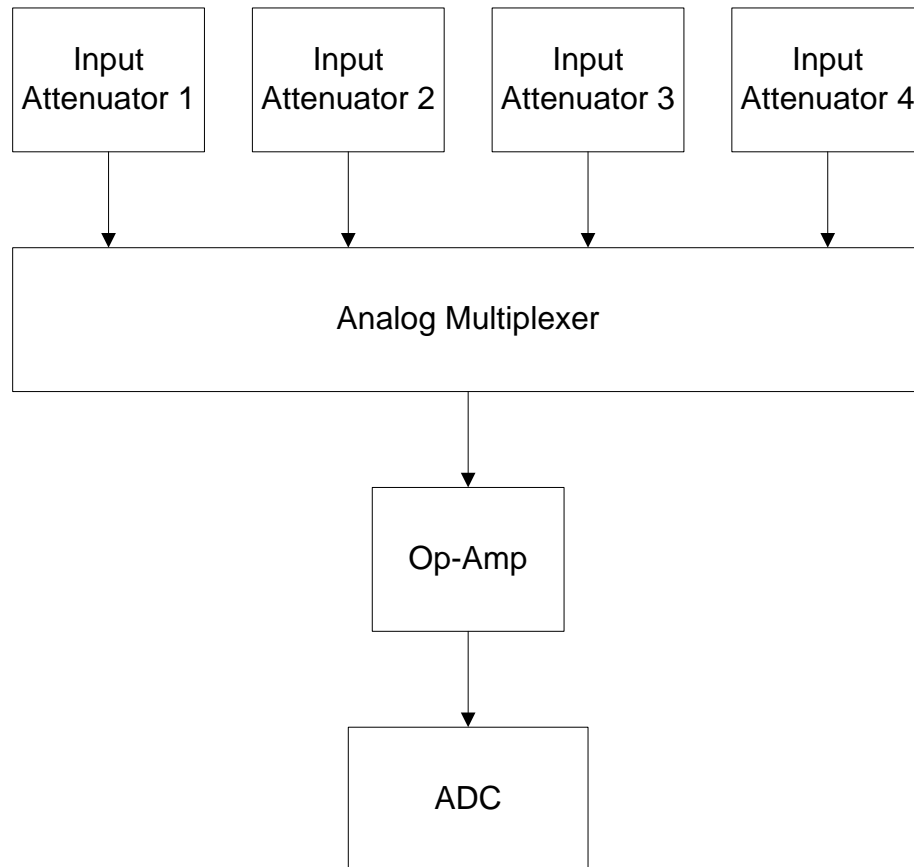 Input
Attenuator 1
Input
Attenuator 2
Input
Attenuator 3
Input
Attenuator 4
Analog Multiplexer
Op-Amp
ADC